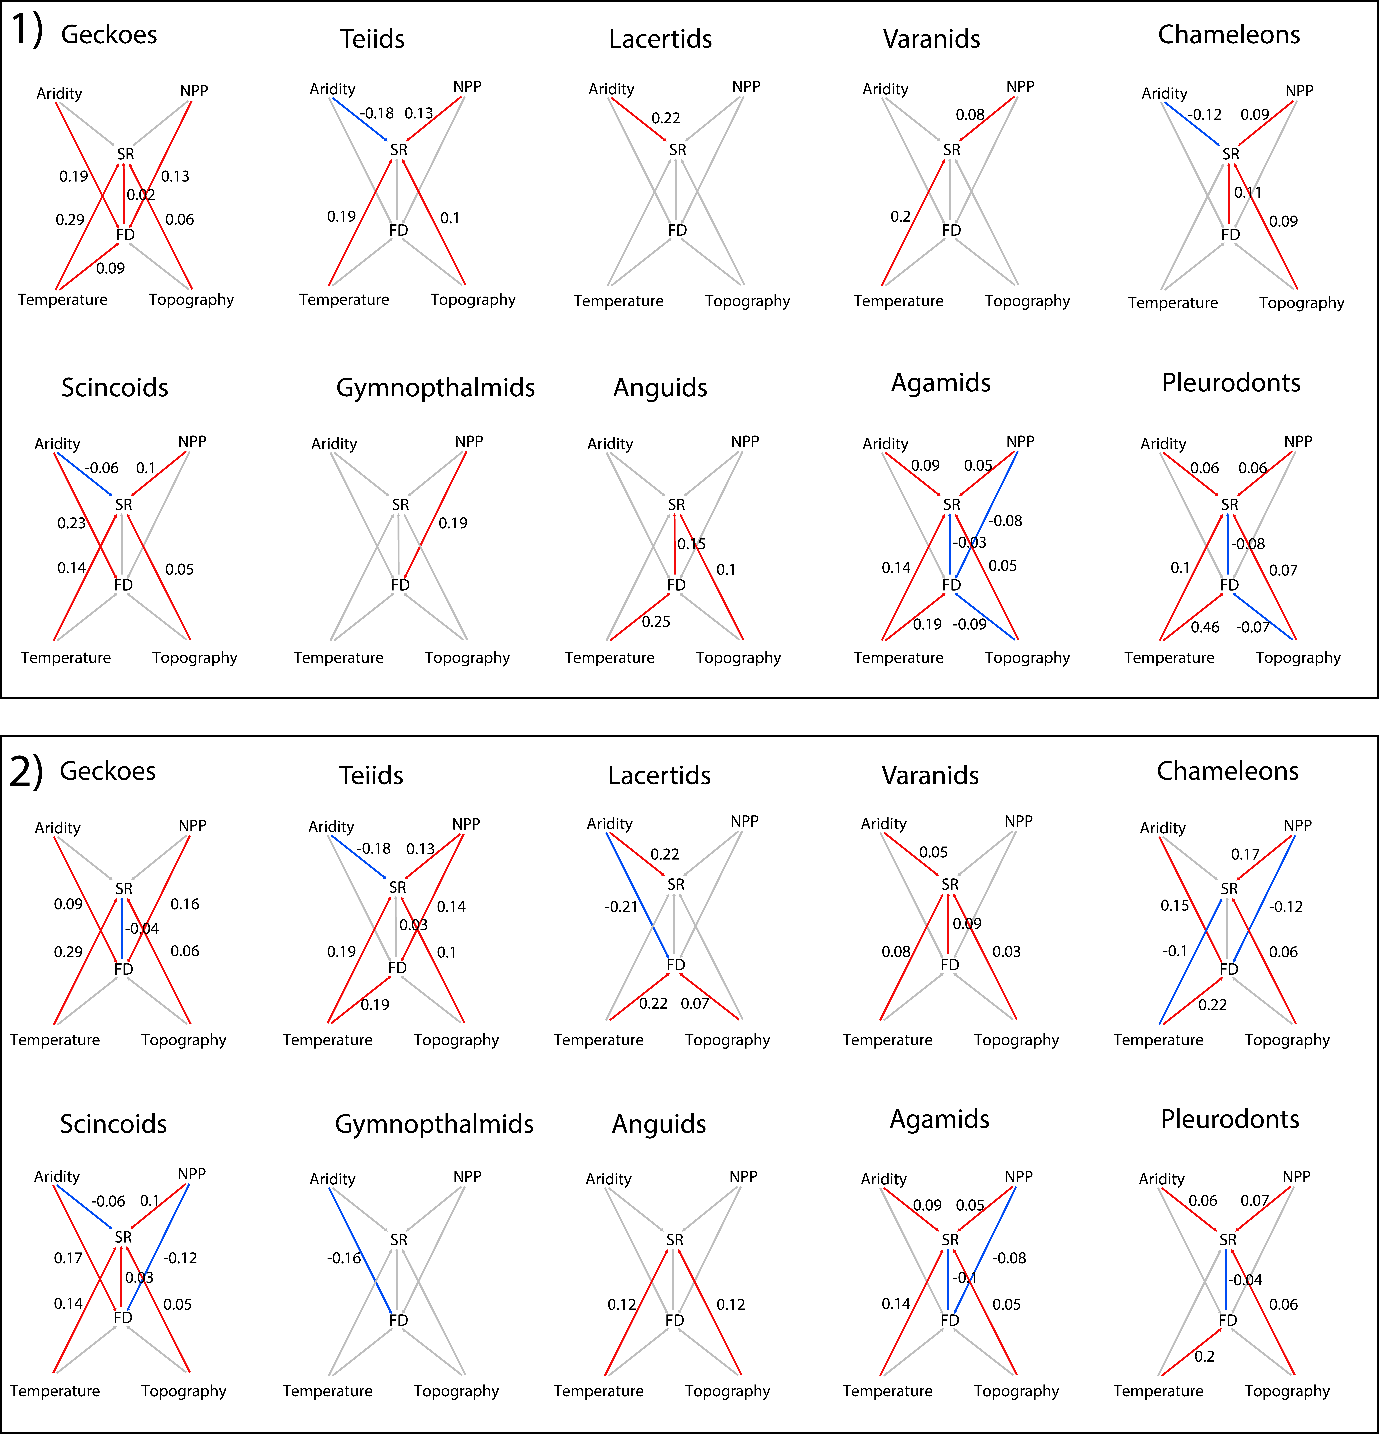 1)
Geckoes Teiids Lacertids Varanids Chameleons
Aridity NPP Aridity NPP Aridity NPP Aridity NPP Aridity NPP
-0.18 0.13 0.22 0.08 -0.12 0.09
SR SR SR SR SR
0.19 0.13 0.02 0.11
0.29 0.06 0.19 0.1 0.2 0.09
FD FD FD FD FD
0.09
Temperature Topography Temperature Topography Temperature Topography Temperature Topography Temperature Topography
Scincoids Gymnopthalmids Anguids Agamids Pleurodonts
Aridity NPP Aridity NPP Aridity NPP Aridity NPP Aridity NPP
-0.06 0.1 0.09 0.05 0.06 0.06
SR SR SR SR SR
0.23 0.19 0.15 -0.08 -0.03 -0.08
0.14 0.05 0.1 0.14 0.05 0.1 0.07
FD FD FD FD FD
0.25 0.19 -0.09 0.46 -0.07
Temperature Topography Temperature Topography Temperature Topography Temperature Topography Temperature Topography
2)
Geckoes Teiids Lacertids Varanids Chameleons
Aridity NPP Aridity NPP Aridity NPP Aridity NPP Aridity NPP
-0.18 0.13 0.22 0.05 0.17
SR SR SR SR SR
0.09 0.16 0.14 -0.21 0.15 -0.12
-0.04 0.03 0.09
0.29 0.06 0.19 0.1 0.08 0.03 -0.1 0.06
FD FD FD FD FD
0.19 0.22 0.07 0.22
Temperature Topography Temperature Topography Temperature Topography Temperature Topography Temperature Topography
Scincoids Gymnopthalmids Anguids Agamids Pleurodonts
Aridity NPP Aridity NPP Aridity NPP Aridity NPP Aridity NPP
-0.06 0.1 0.09 0.05 0.06 0.07
SR SR SR SR SR
0.17 -0.12 -0.16 -0.08
0.03 -0.1 -0.04
0.14 0.05 0.12 0.12 0.14 0.05 0.06
FD FD FD FD FD
0.2
Temperature Topography Temperature Topography Temperature Topography Temperature Topography Temperature Topography